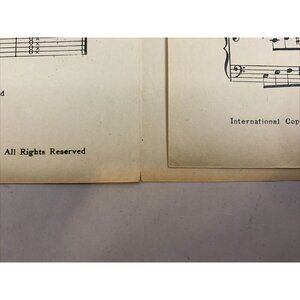 d
All Rights Reserved
International Cop